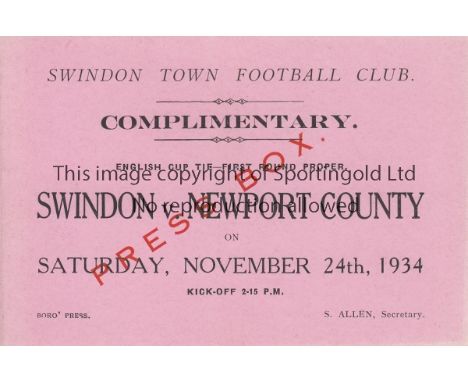 SWINDON TOWN FOOTBALL CLUB.
COMPLIMENTARY.
ENGLISH CUP TIE—FIRST ROUND PROPER
PRESS BOX.
This image copyright of Sportingold Ltd
SWINDON v. NEWPORT COUNTY
No reproduction allowed
ON
SATURDAY, NOVEMBER 24th, 1934
KICK-OFF 2-15 P.M.
BORO' PRESS. S. ALLEN, Secretary.